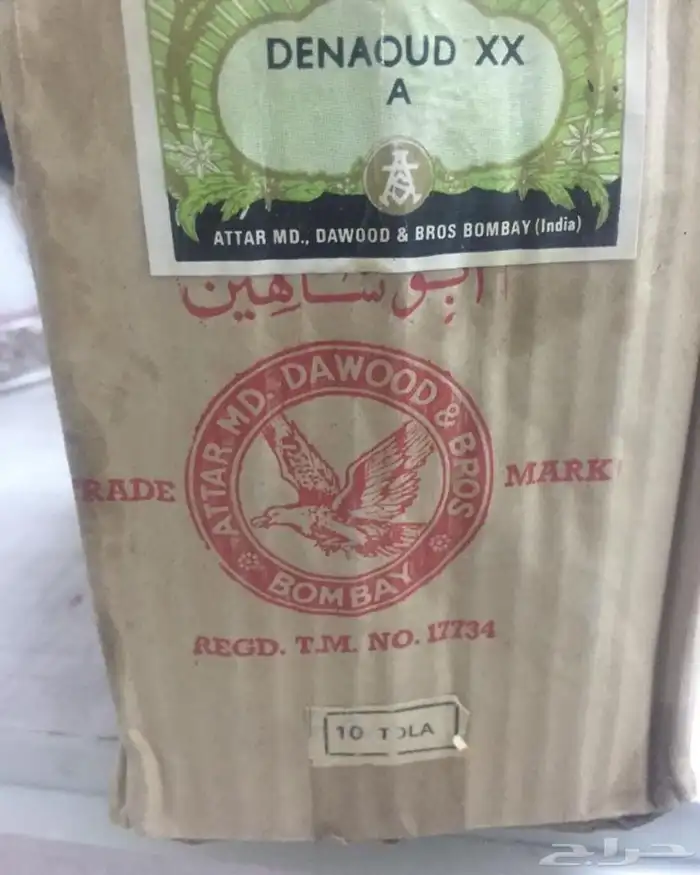 DENAOUD XX
A
ATTAR MD., DAWOOD & BROS BOMBAY (India)
ابو شاهين
ATTAR MD. DAWOOD & BROS
BOMBAY
TRADE MARK
REGD. T.M. NO. 17734
10 TOLA
حراج